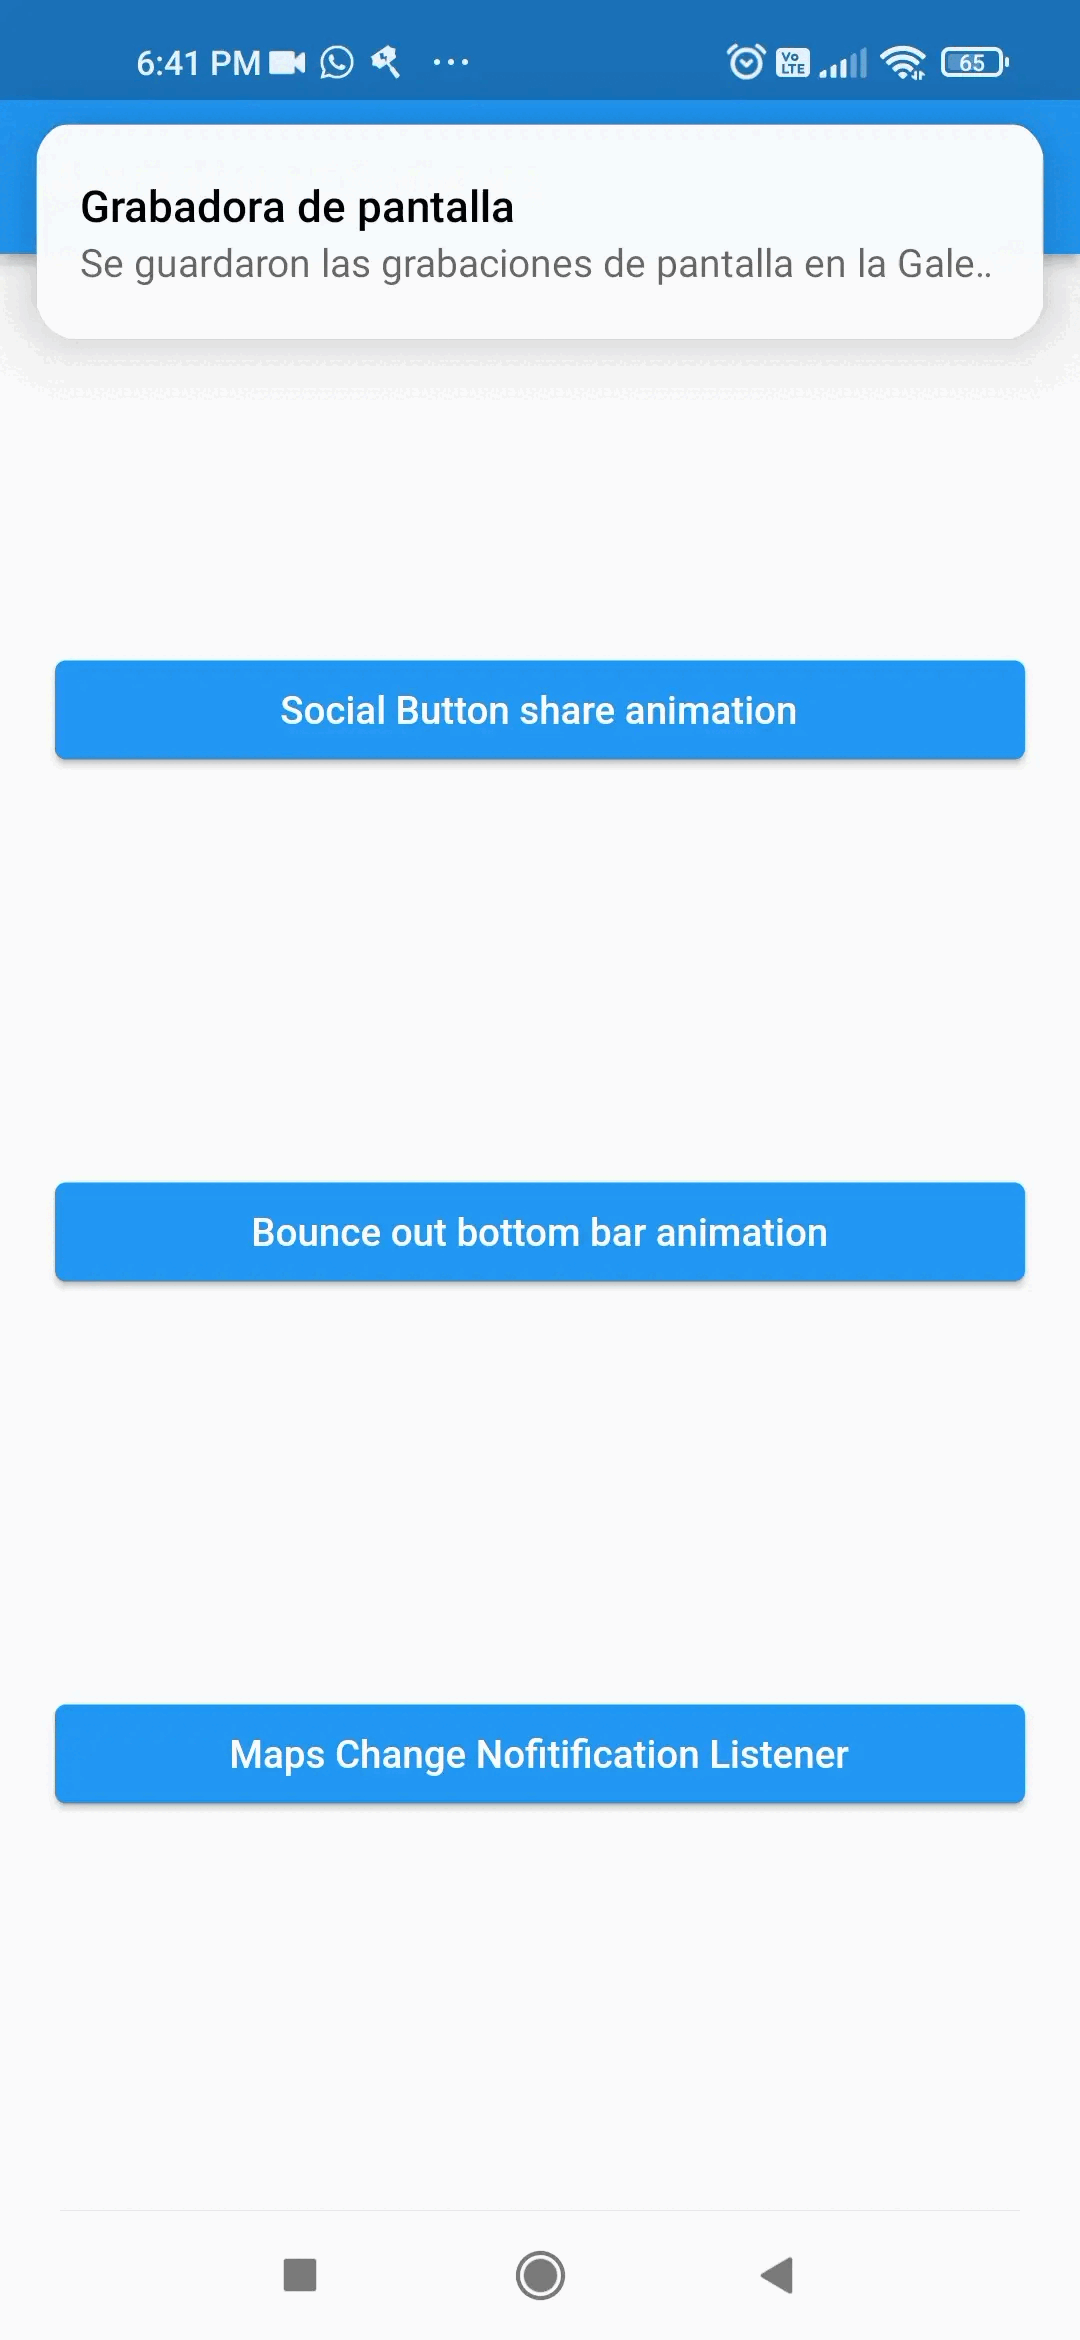 6:41 PM ... Vo LTE 65
Grabadora de pantalla
Se guardaron las grabaciones de pantalla en la Gale..
Social Button share animation
Bounce out bottom bar animation
Maps Change Nofitification Listener